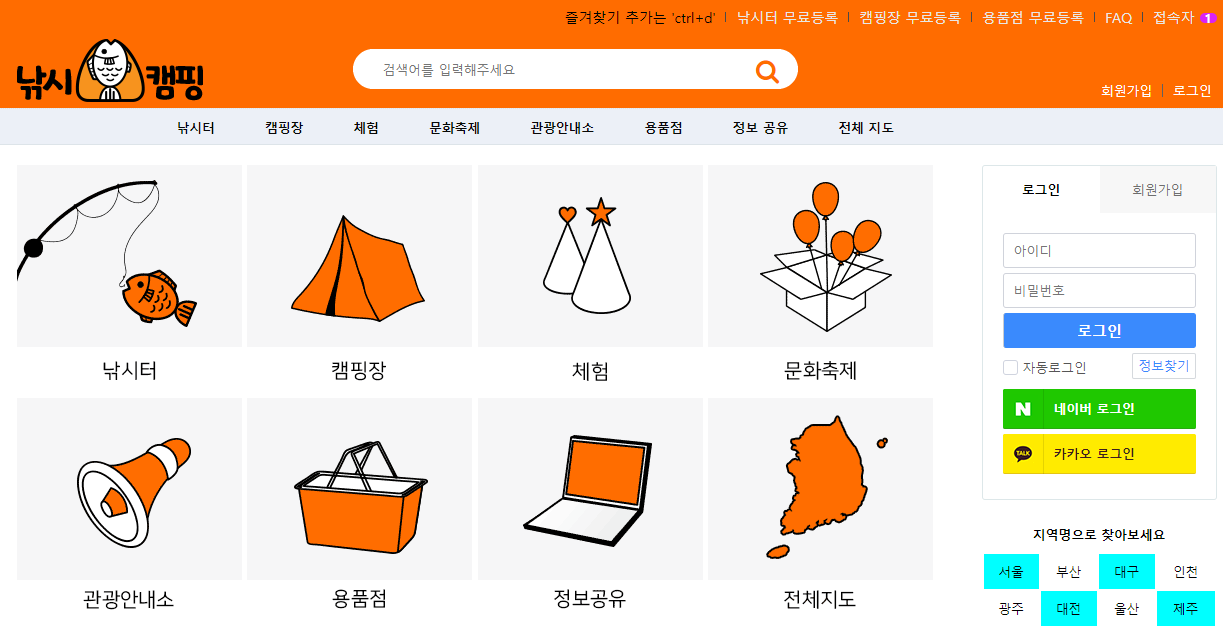 즐겨찾기 추가는 'ctrl+d' | 낚시터 무료등록 | 캠핑장 무료등록 | 용품점 무료등록 | FAQ | 접속자 1
낚시 캠핑
검색어를 입력해주세요
회원가입 | 로그인
낚시터 캠핑장 체험 문화축제 관광안내소 용품점 정보 공유 전체 지도
로그인 회원가입
아이디
비밀번호
로그인
자동로그인 정보찾기
N 네이버 로그인
TALK 카카오 로그인
낚시터 캠핑장 체험 문화축제
관광안내소 용품점 정보공유 전체지도
지역명으로 찾아보세요
서울 부산 대구 인천
광주 대전 울산 제주